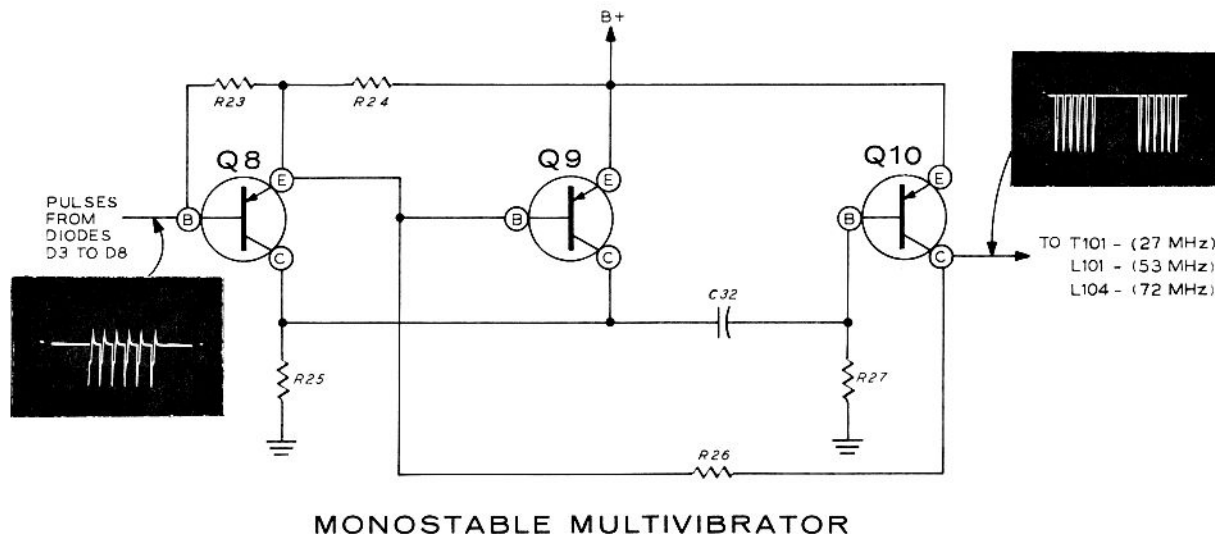 B+
R23
R24
Q8
Q9
Q10
E
E
E
B
B
B
C
C
C
PULSES
FROM
DIODES
D3 TO D8
TO T101 - (27 MHz)
L101 - (53 MHz)
L104 - (72 MHz)
C32
R25
R27
R26
MONOSTABLE MULTIVIBRATOR